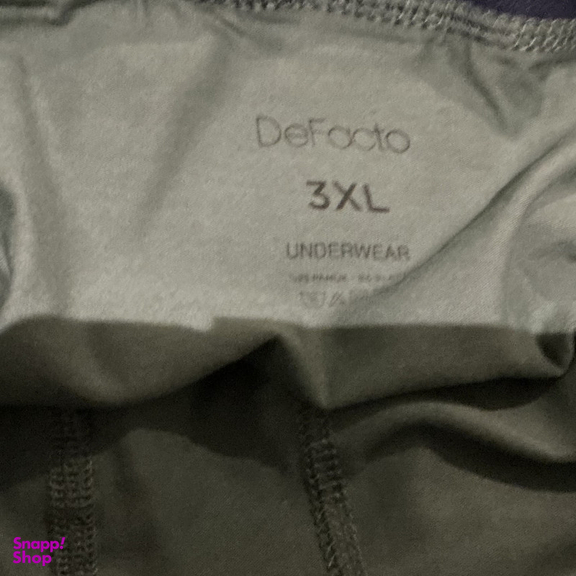 DeFacto
3XL
UNDERWEAR
Snapp!
Shop